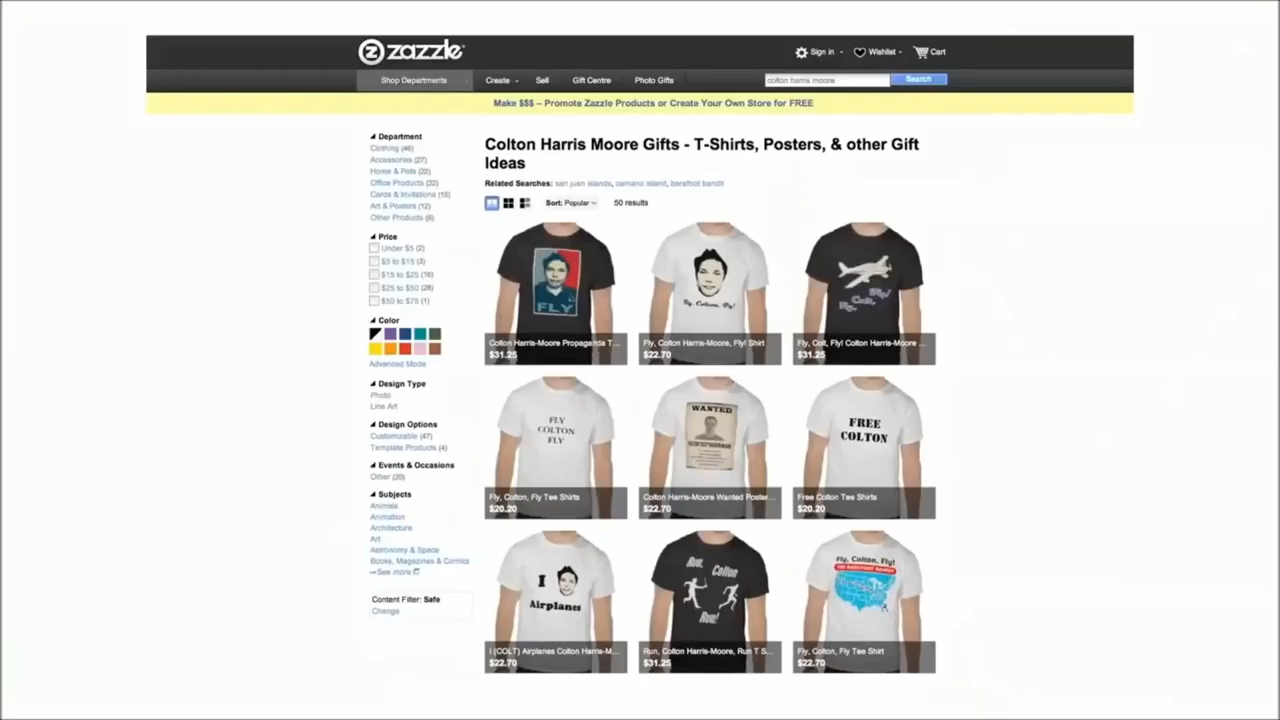 zazzle
Sign in
Wishlist
Cart
Shop Departments
Create
Sell
Gift Centre
Photo Gifts
colton harris moore
Search
Make $$$ – Promote Zazzle Products or Create Your Own Store for FREE
Department
Clothing (46)
Accessories (27)
Home & Pets (22)
Office Products (22)
Cards & Invitations (15)
Art & Posters (12)
Other Products (8)
Price
Under $5 (2)
$5 to $15 (3)
$15 to $25 (16)
$25 to $50 (28)
$50 to $75 (1)
Color
Advanced Mode
Design Type
Photo
Line Art
Design Options
Customizable (47)
Template Products (4)
Events & Occasions
Other (20)
Subjects
Animals
Animation
Architecture
Art
Astronomy & Space
Books, Magazines & Comics
See more
Content Filter: Safe
Change
Colton Harris Moore Gifts - T-Shirts, Posters, & other Gift
Ideas
Related Searches: san juan islands, camano island, barefoot bandit
Sort: Popular
50 results
FLY
Colton Harris-Moore Propaganda T...
$31.25
Fly, Colton, Fly!
Fly, Colton Harris-Moore, Fly! Shirt
$22.70
Fly, Colt, Fly!
Fly, Colt, Fly! Colton Harris-Moore ...
$31.25
FLY
COLTON
FLY
Fly, Colton, Fly Tee Shirts
$20.20
WANTED
Colton Harris-Moore Wanted Poster...
$22.70
FREE
COLTON
Free Colton Tee Shirts
$20.20
I
Airplanes
I (COLT) Airplanes Colton Harris-M...
$22.70
Run, Colton
Run!
Run, Colton Harris-Moore, Run T S...
$31.25
Fly, Colton, Fly!
Fly, Colton, Fly Tee Shirt
$22.70